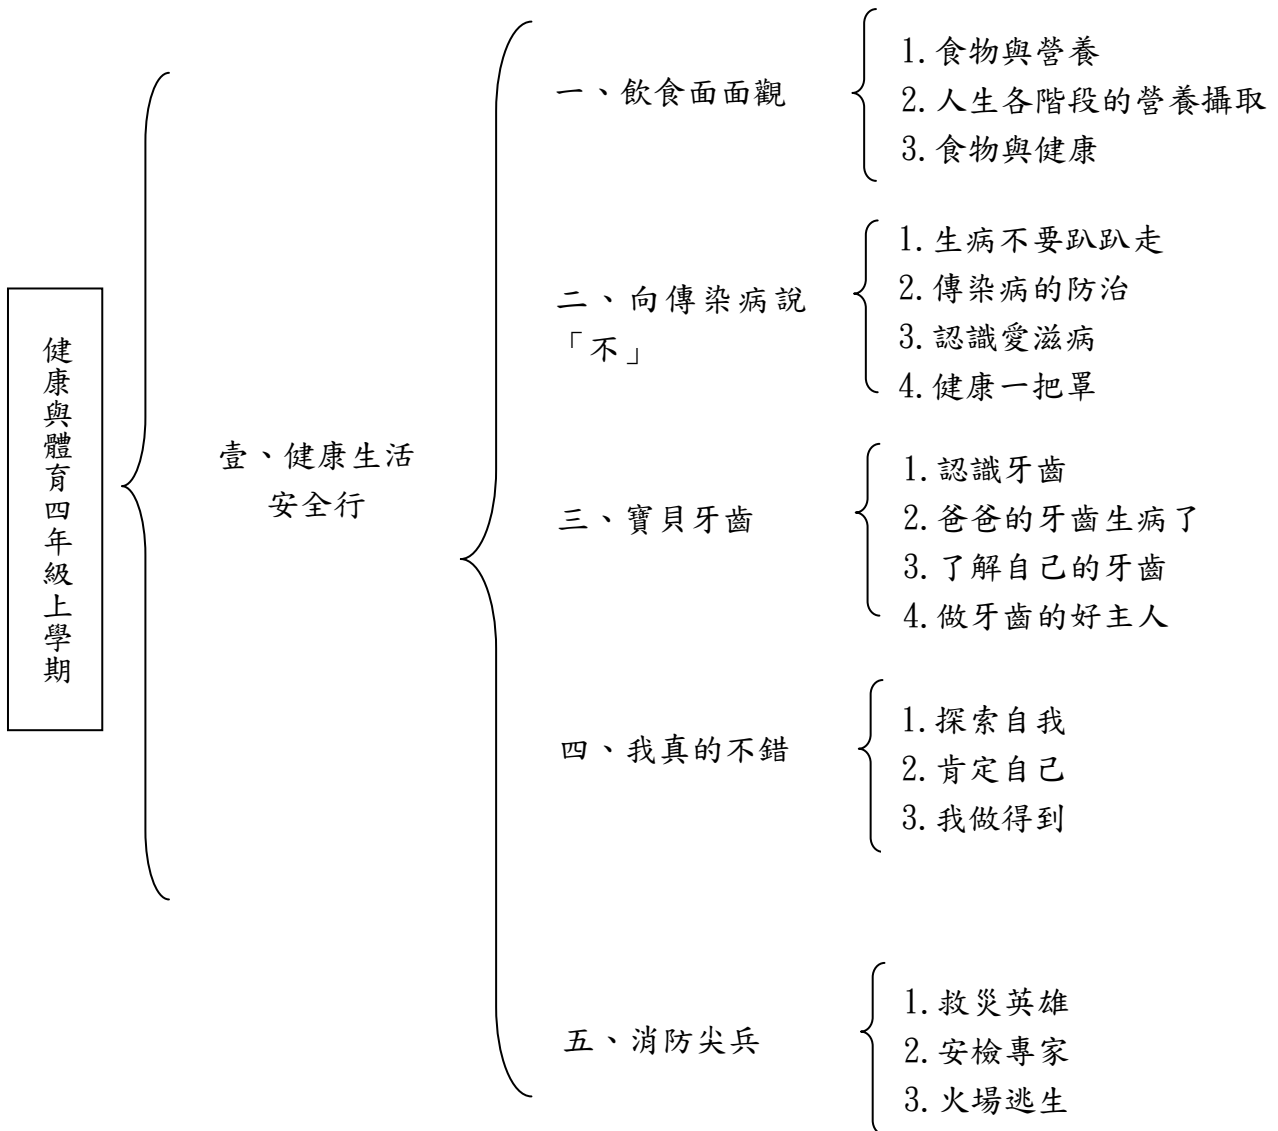 健康與體育四年級上學期
壹、健康生活
安全行
一、飲食面面觀
1.食物與營養
2.人生各階段的營養攝取
3.食物與健康
二、向傳染病說
「不」
1.生病不要趴趴走
2.傳染病的防治
3.認識愛滋病
4.健康一把罩
三、寶貝牙齒
1.認識牙齒
2.爸爸的牙齒生病了
3.了解自己的牙齒
4.做牙齒的好主人
四、我真的不錯
1.探索自我
2.肯定自己
3.我做得到
五、消防尖兵
1.救災英雄
2.安檢專家
3.火場逃生